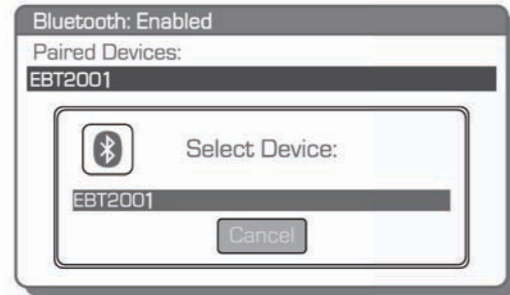 Bluetooth: Enabled
Paired Devices:
EBT2001
Select Device:
EBT2001
Cancel